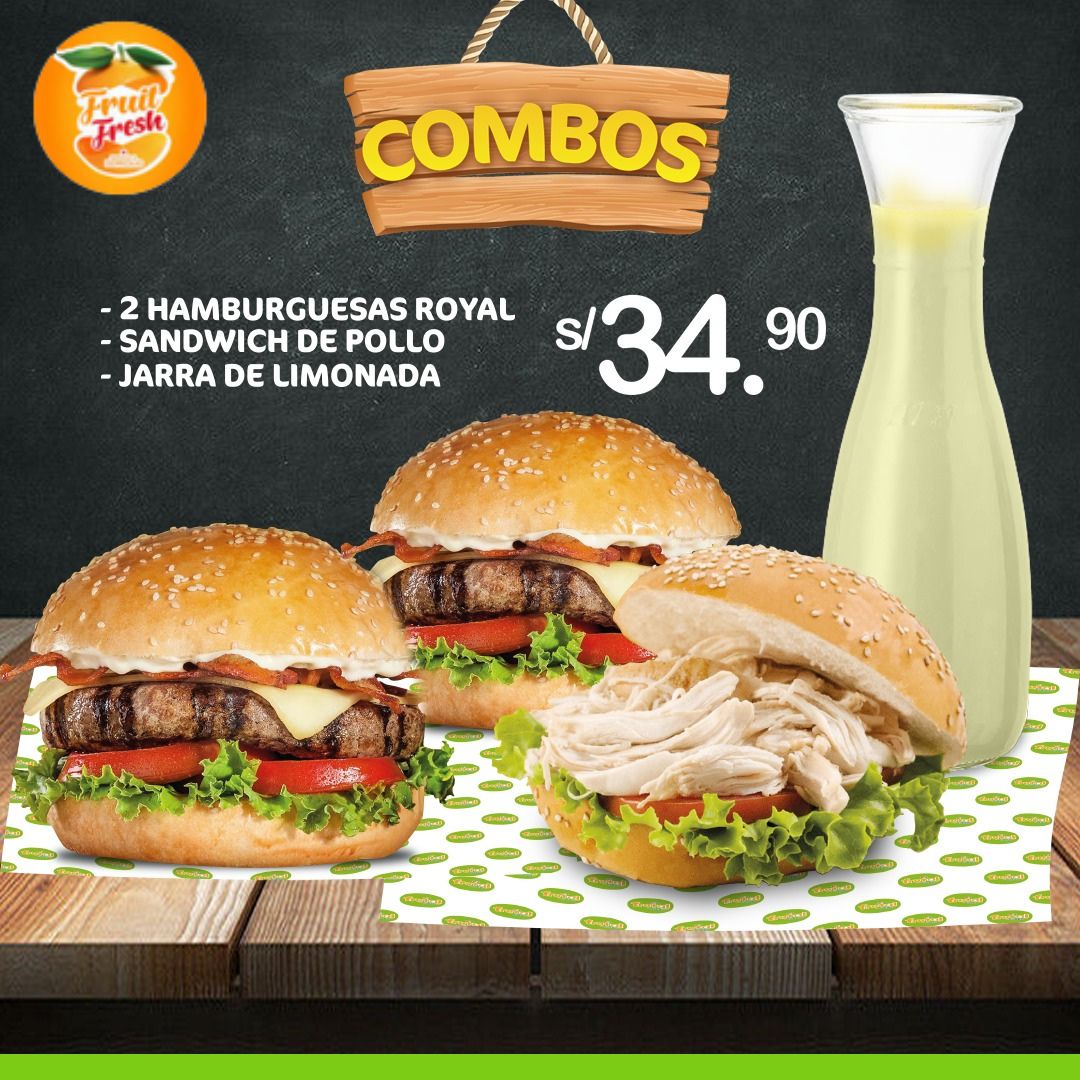 Fruit
Fresh
COMBOS
- 2 HAMBURGUESAS ROYAL
- SANDWICH DE POLLO
- JARRA DE LIMONADA
s/34.90